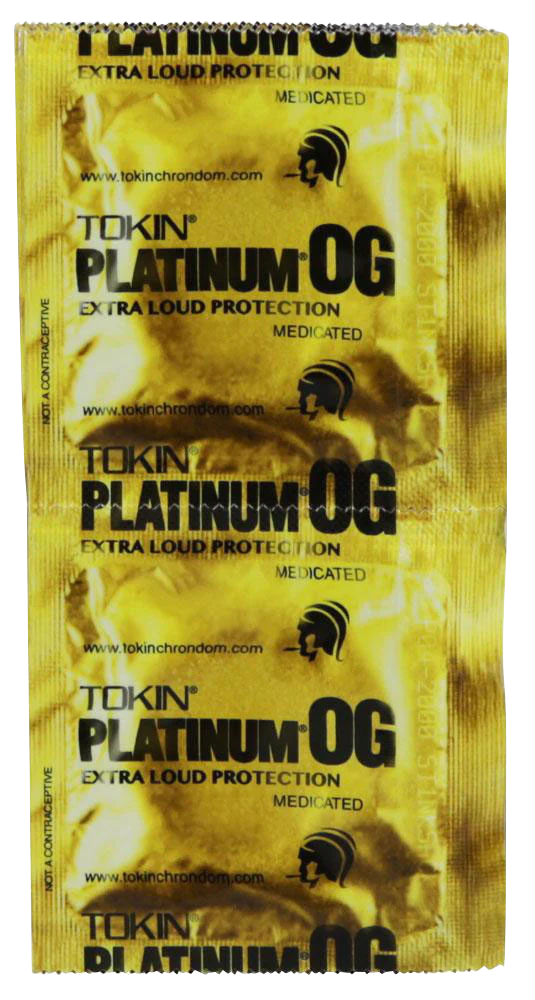 PLATINUM OG
EXTRA LOUD PROTECTION
MEDICATED
www.tokinchrondom.com
TOKIN®
PLATINUM® OG
EXTRA LOUD PROTECTION
MEDICATED
NOT A CONTRACEPTIVE
www.tokinchrondom.com
TOKIN®
PLATINUM® OG
EXTRA LOUD PROTECTION
MEDICATED
www.tokinchrondom.com
TOKIN®
PLATINUM® OG
EXTRA LOUD PROTECTION
MEDICATED
NOT A CONTRACEPTIVE
www.tokinchrondom.com
TOKIN®
PLATINUM® OG